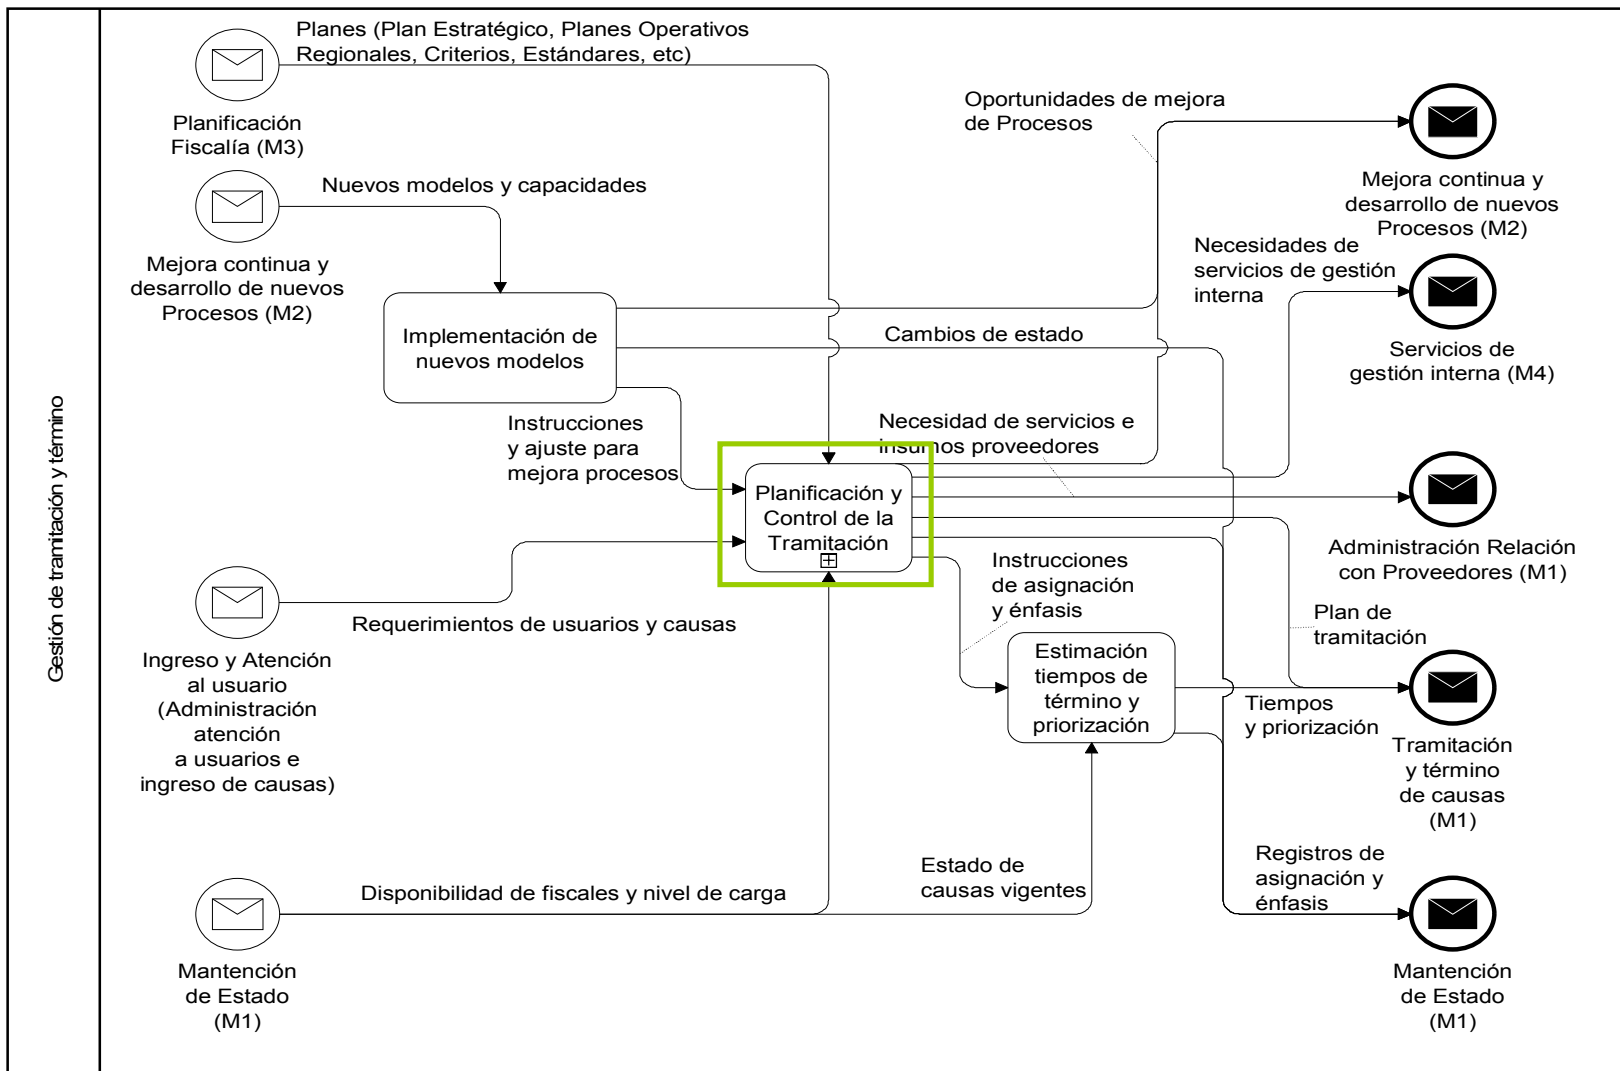 Gestión de tramitación y término
Planes (Plan Estratégico, Planes Operativos
Regionales, Criterios, Estándares, etc)
Planificación
Fiscalía (M3)
Nuevos modelos y capacidades
Mejora continua y
desarrollo de nuevos
Procesos (M2)
Implementación de
nuevos modelos
Oportunidades de mejora
de Procesos
Mejora continua y
desarrollo de nuevos
Procesos (M2)
Necesidades de
servicios de gestión
interna
Cambios de estado
Servicios de
gestión interna (M4)
Instrucciones
y ajuste para
mejora procesos
Necesidad de servicios e
insumos proveedores
Planificación y
Control de la
Tramitación
Administración Relación
con Proveedores (M1)
Instrucciones
de asignación
y énfasis
Requerimientos de usuarios y causas
Ingreso y Atención
al usuario
(Administración
atención
a usuarios e
ingreso de causas)
Plan de
tramitación
Estimación
tiempos de
término y
priorización
Tiempos
y priorización
Tramitación
y término
de causas
(M1)
Disponibilidad de fiscales y nivel de carga
Estado de
causas vigentes
Registros de
asignación y
énfasis
Mantención
de Estado
(M1)
Mantención
de Estado
(M1)